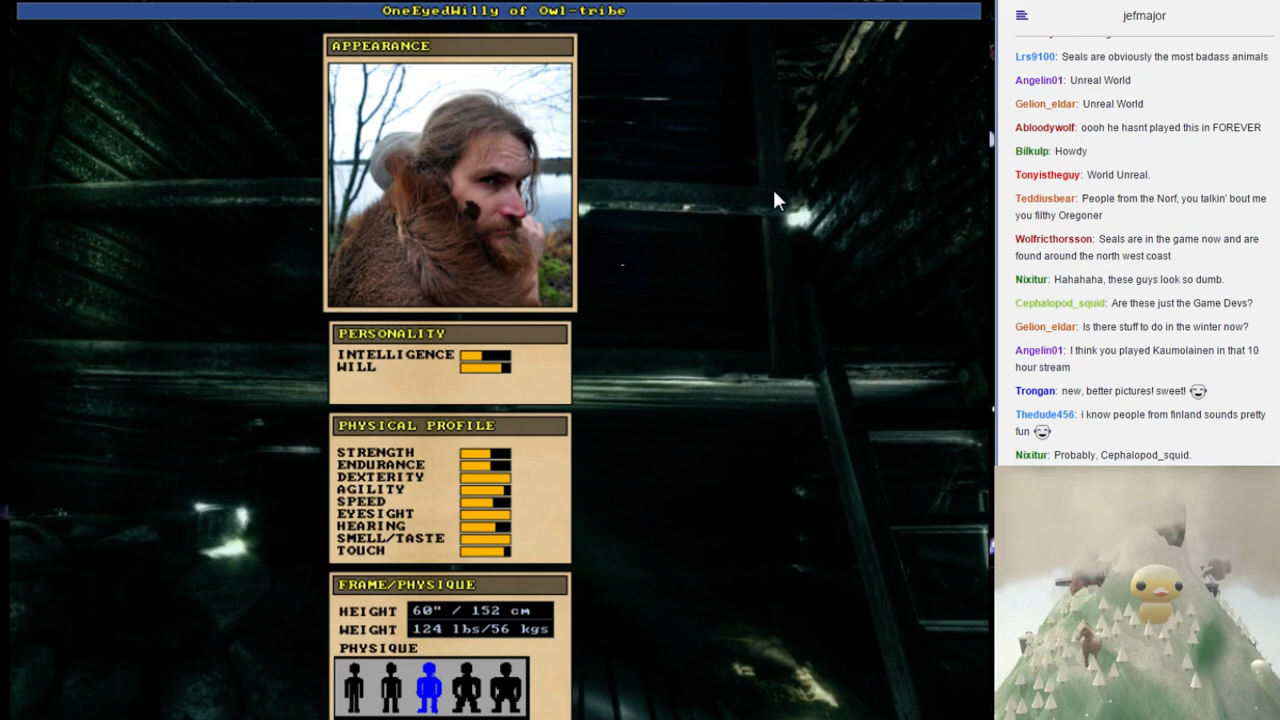 OneEyedWilly of Owl-tribe
APPEARANCE
PERSONALITY
INTELLIGENCE
WILL
PHYSICAL PROFILE
STRENGTH
ENDURANCE
DEXTERITY
AGILITY
SPEED
EYESIGHT
HEARING
SMELL/TASTE
TOUCH
FRAME/PHYSIQUE
HEIGHT 60" / 152 cm
WEIGHT 124 lbs/56 kgs
PHYSIQUE
jefmajor
Lrs9100: Seals are obviously the most badass animals
Angelin01: Unreal World
Gelion_eldar: Unreal World
Abloodywolf: oooh he hasnt played this in FOREVER
Bilkulp: Howdy
Tonyistheguy: World Unreal.
Teddiusbear: People from the Norf, you talkin' bout me
you filthy Oregoner
Wolfricthorsson: Seals are in the game now and are
found around the north west coast
Nixitur: Hahahaha, these guys look so dumb.
Cephalopod_squid: Are these just the Game Devs?
Gelion_eldar: Is there stuff to do in the winter now?
Angelin01: I think you played Kaumolainen in that 10
hour stream
Trongan: new, better pictures! sweet!
Thedude456: i know people from finland sounds pretty
fun
Nixitur: Probably, Cephalopod_squid.